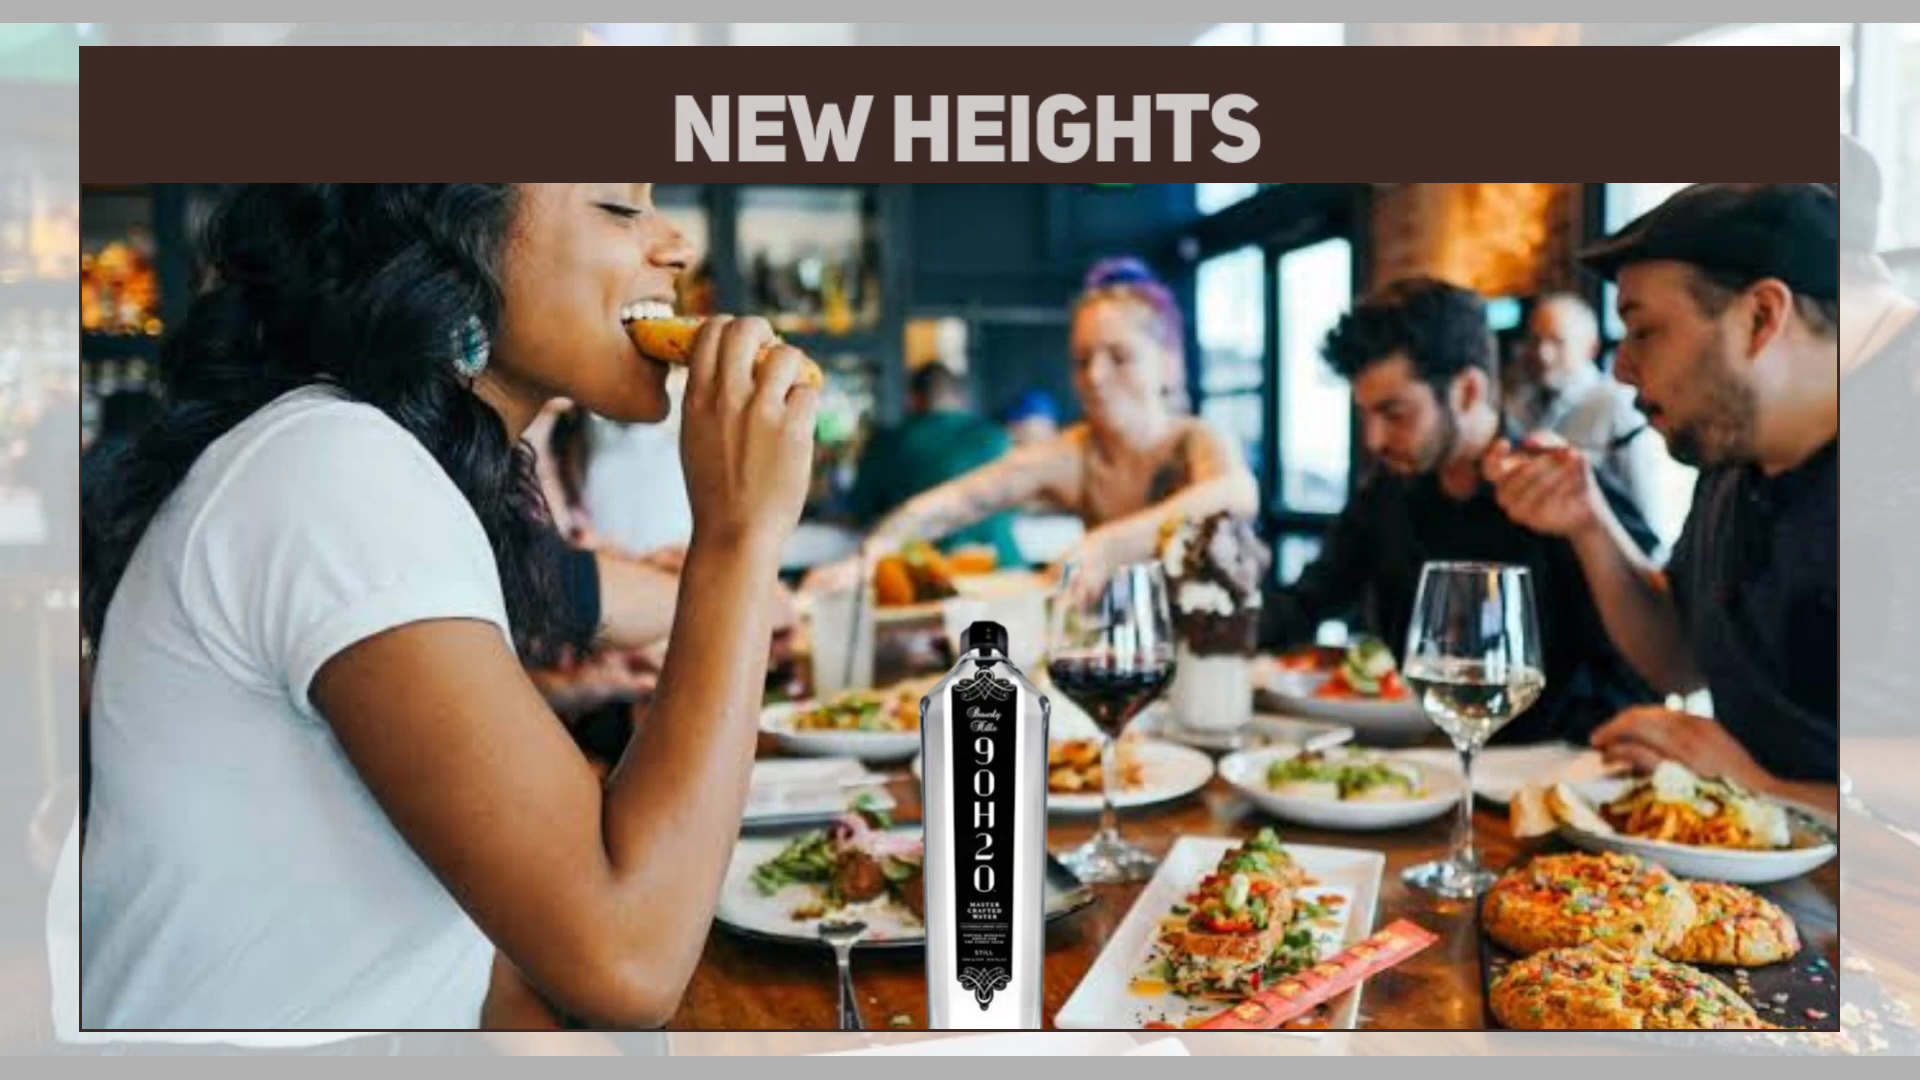 NEW HEIGHTS
Beverly
Hills
90H20
MASTER
CRAFTED
WATER
STILL